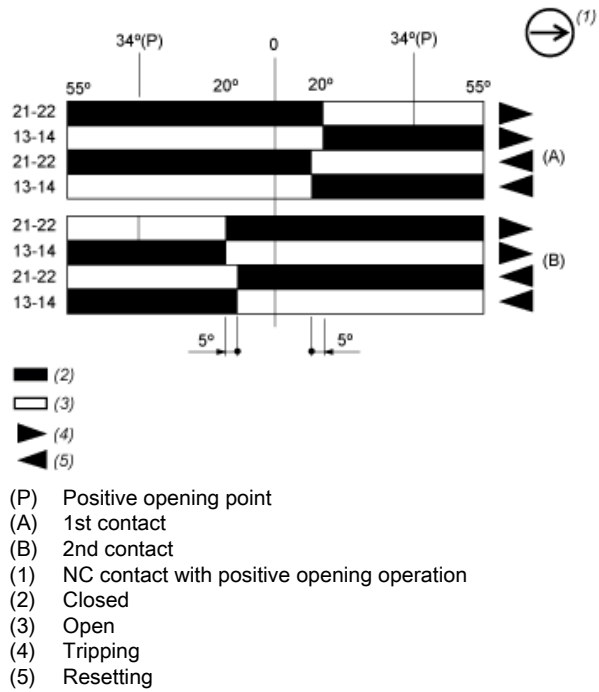 (1)
34º(P) 0 34º(P)
55º 20º 20º 55º
21-22
13-14
21-22 (A)
13-14
21-22
13-14 (B)
21-22
13-14
5º 5º
(2)
(3)
(4)
(5)
(P) Positive opening point
(A) 1st contact
(B) 2nd contact
(1) NC contact with positive opening operation
(2) Closed
(3) Open
(4) Tripping
(5) Resetting